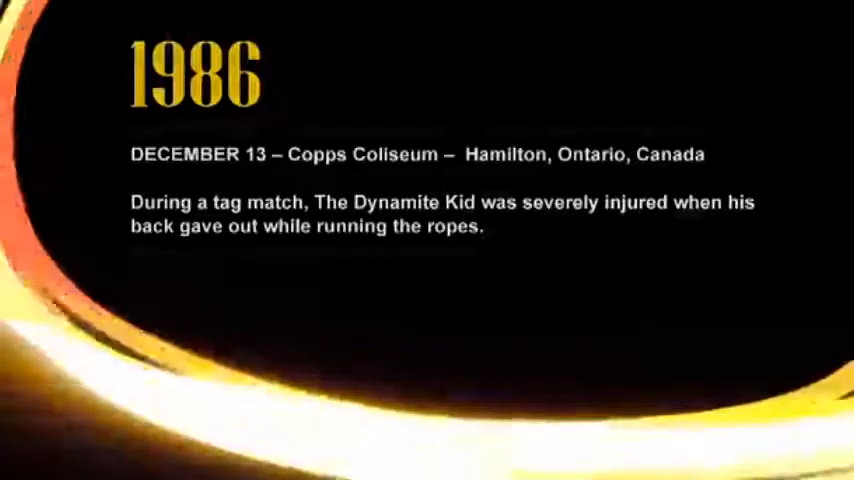 1986
DECEMBER 13 – Copps Coliseum –  Hamilton, Ontario, Canada
During a tag match, The Dynamite Kid was severely injured when his
back gave out while running the ropes.